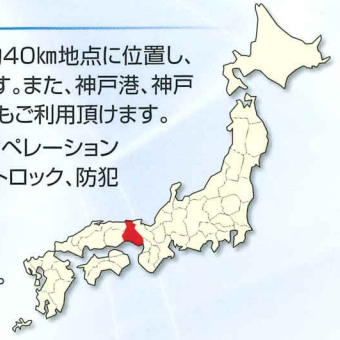 40km地点に位置し、
す。また、神戸港、神戸
もご利用頂けます。
ペレーション
トロック、防犯